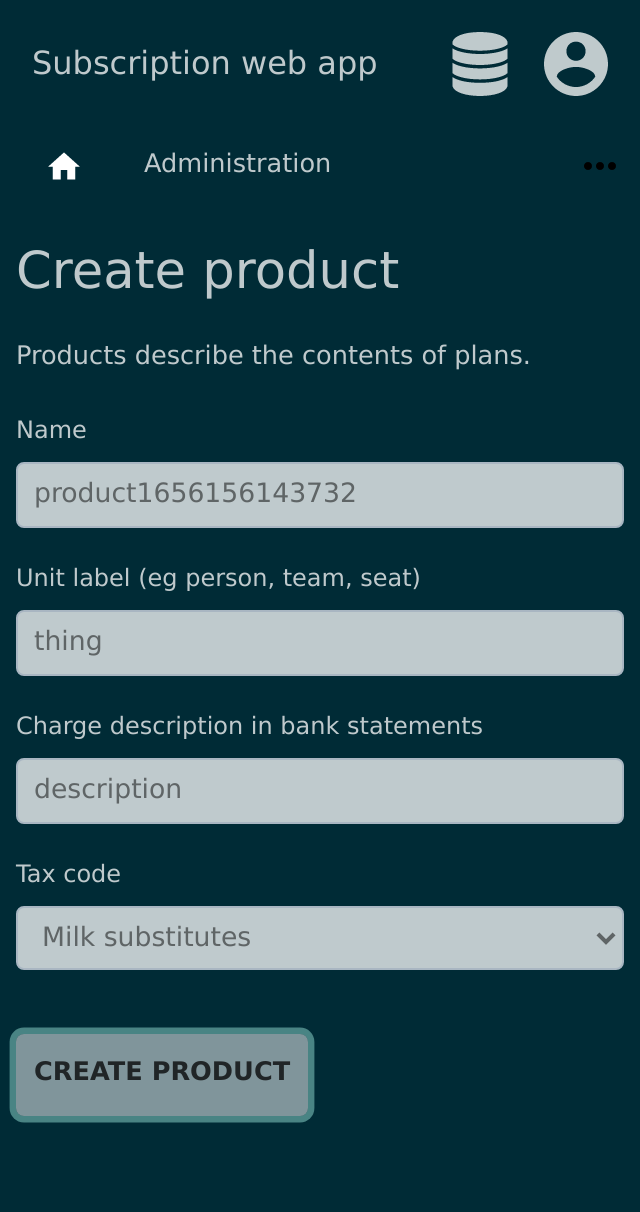 Subscription web app
Administration
Create product
Products describe the contents of plans.
Name
product1656156143732
Unit label (eg person, team, seat)
thing
Charge description in bank statements
description
Tax code
Milk substitutes
CREATE PRODUCT